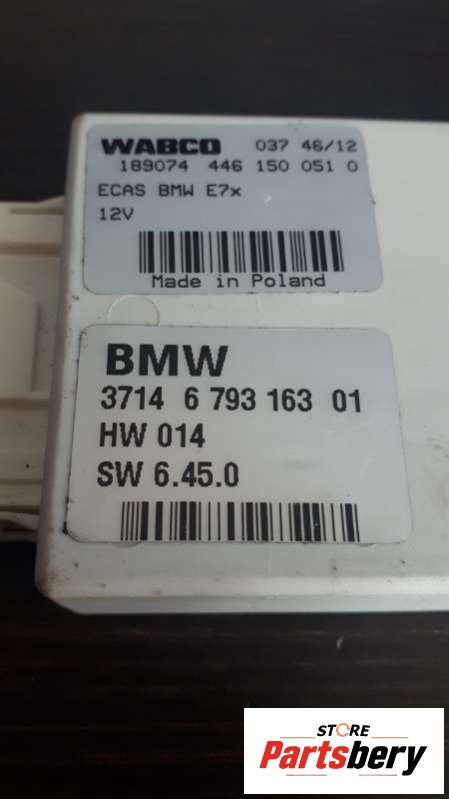 WABCO 037 46/12
189074 446 150 051 0
ECAS BMW E7x
12V
Made in Poland
BMW
3714 6 793 163 01
HW 014
SW 6.45.0
STORE
Partsbery